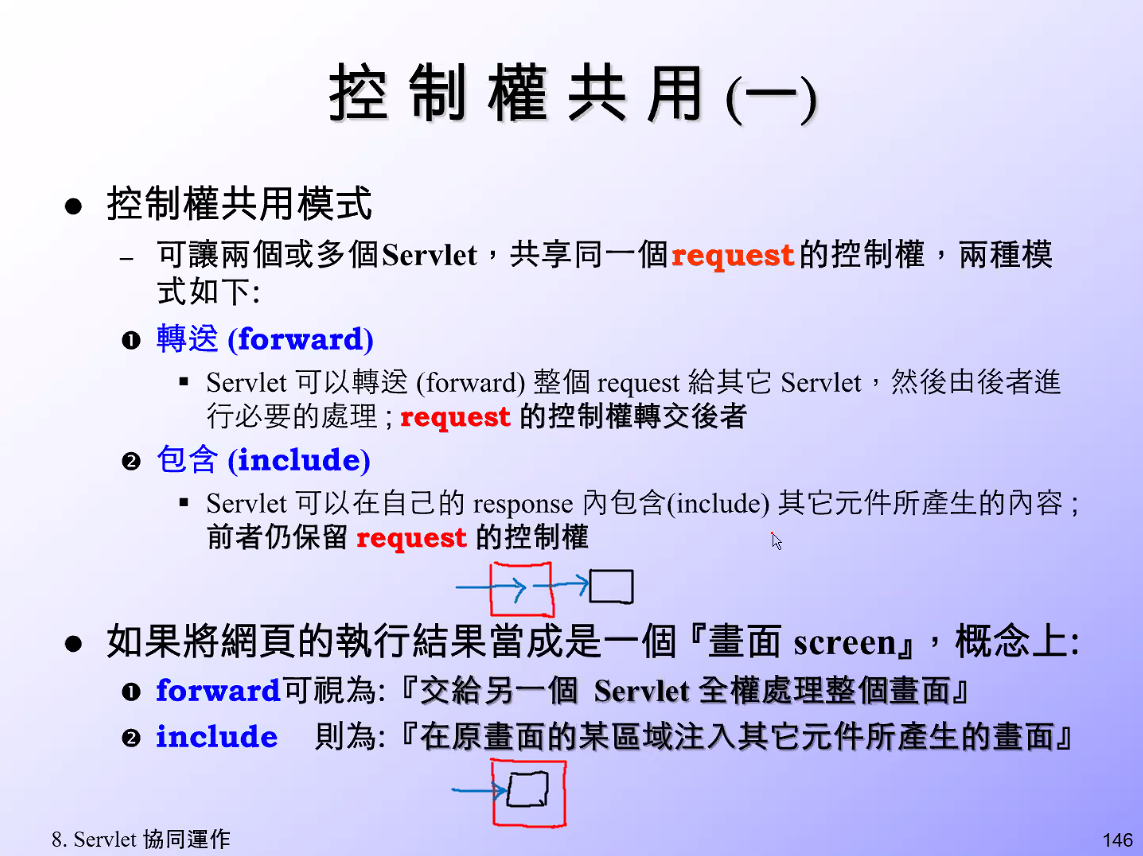 控 制 權 共 用 (一)
● 控制權共用模式
– 可讓兩個或多個Servlet，共享同一個request的控制權，兩種模
式如下:
❶ 轉送 (forward)
▪ Servlet 可以轉送 (forward) 整個 request 給其它 Servlet，然後由後者進
行必要的處理 ; request 的控制權轉交後者
❷ 包含 (include)
▪ Servlet 可以在自己的 response 內包含(include) 其它元件所產生的內容 ;
前者仍保留 request 的控制權
● 如果將網頁的執行結果當成是一個『畫面 screen』，概念上:
❶ forward可視為:『交給另一個 Servlet 全權處理整個畫面』
❷ include 則為:『在原畫面的某區域注入其它元件所產生的畫面』
8. Servlet 協同運作
146